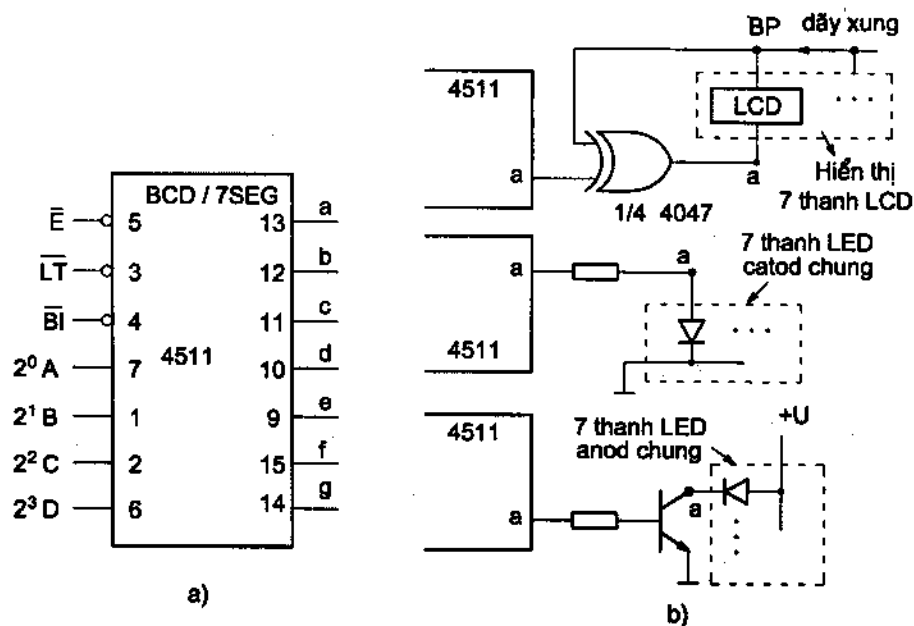 BCD / 7SEG
E̅ 5 13 a
L̅T̅ 3 12 b
B̅I̅ 4 11 c
4511
2⁰ A 7 10 d
2¹ B 1 9 e
2² C 2 15 f
2³ D 6 14 g
a)
BP dãy xung
4511
LCD
a
a
Hiển thị
7 thanh LCD
1/4 4047
7 thanh LED
catod chung
a
a
4511
4511
7 thanh LED
anod chung
+U
a
a
b)